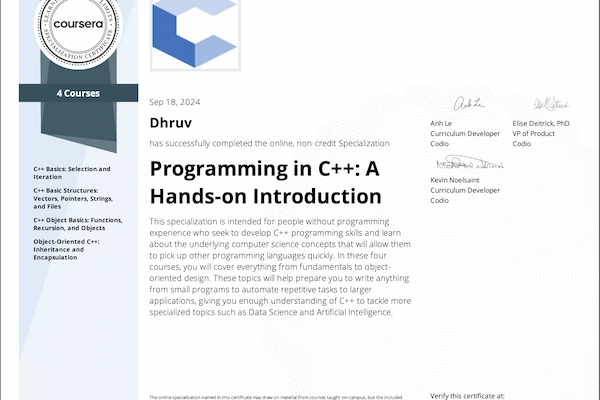 coursera
SPECIALIZATION CERTIFICATE
4 Courses
C++ Basics: Selection and
Iteration
C++ Basic Structures:
Vectors, Pointers, Strings,
and Files
C++ Object Basics: Functions,
Recursion, and Objects
Object-Oriented C++:
Inheritance and
Encapsulation
Sep 18, 2024
Dhruv
has successfully completed the online, non-credit Specialization
Programming in C++: A
Hands-on Introduction
This specialization is intended for people without programming
experience who seek to develop C++ programming skills and learn
about the underlying computer science concepts that will allow them
to pick up other programming languages quickly. In these four
courses, you will cover everything from fundamentals to object-
oriented design. These topics will help prepare you to write anything
from small programs to automate repetitive tasks to larger
applications, giving you enough understanding of C++ to tackle more
specialized topics such as Data Science and Artificial Intelligence.
Anh Le
Anh Le
Curriculum Developer
Codio
Elise Deitrick, PhD
VP of Product
Codio
Kevin Noelsaint
Curriculum Developer
Codio
The online specialization named in this certificate may draw on material from courses taught on-campus, but the included
Verify this certificate at: